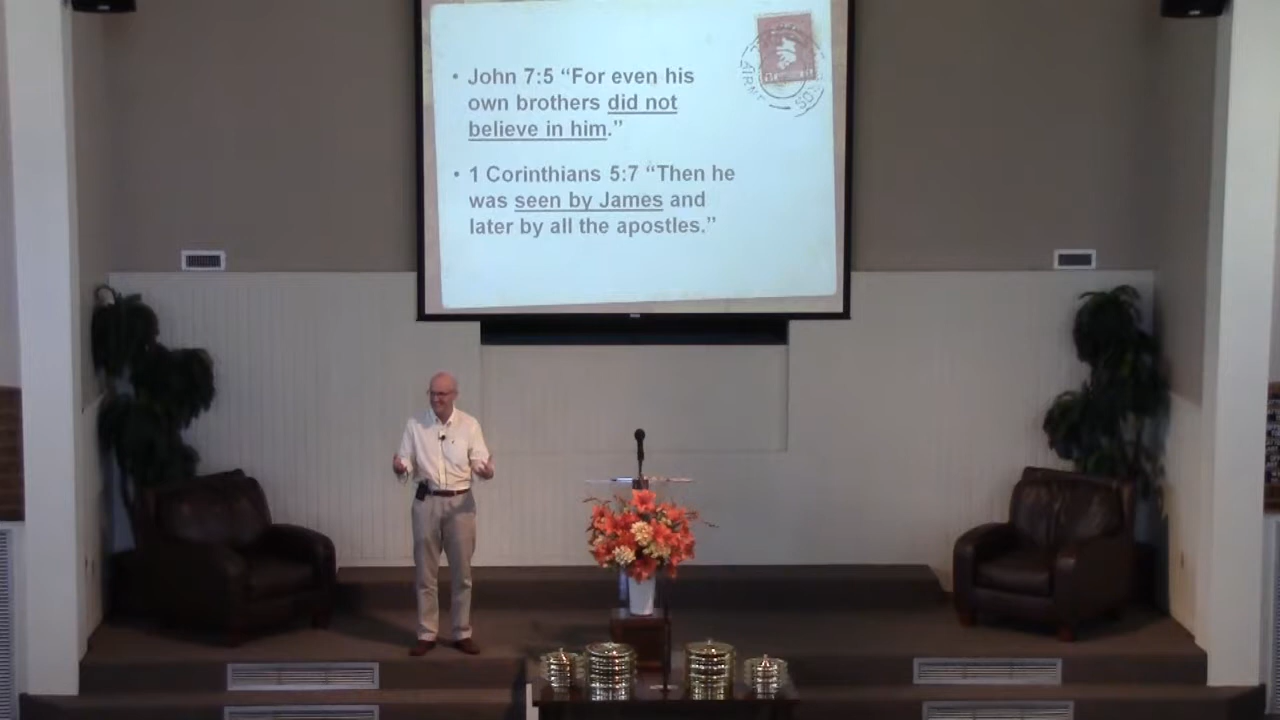 • John 7:5 “For even his
own brothers did not
believe in him.”
• 1 Corinthians 5:7 “Then he
was seen by James and
later by all the apostles.”